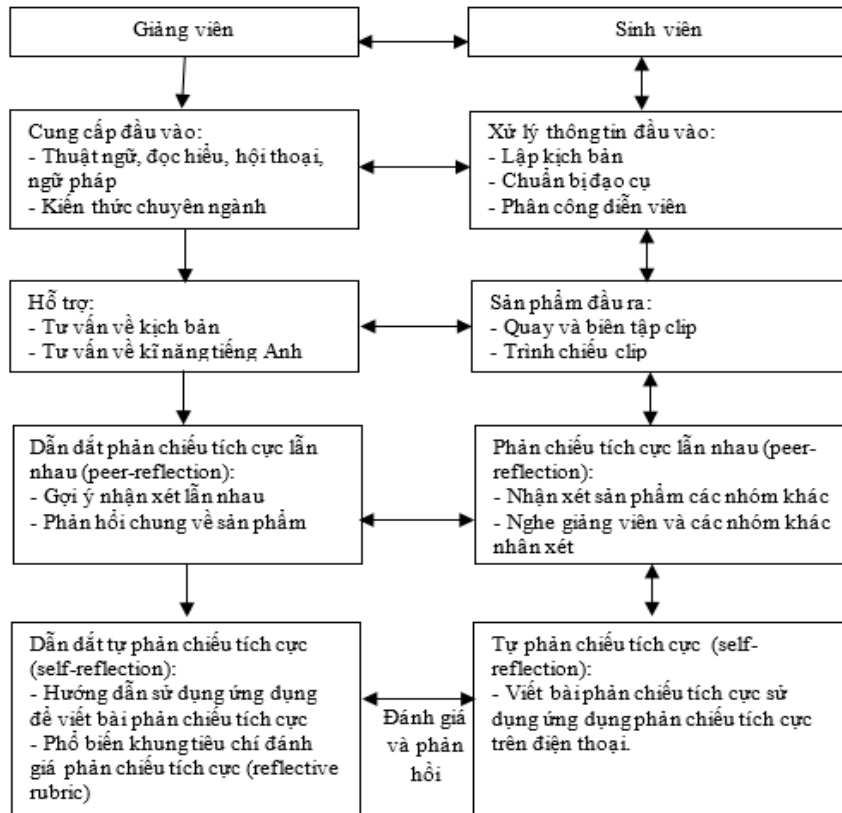 Giảng viên
Sinh viên
Cung cấp đầu vào:
- Thuật ngữ, đọc hiểu, hội thoại,
ngữ pháp
- Kiến thức chuyên ngành
Xử lý thông tin đầu vào:
- Lập kịch bản
- Chuẩn bị đạo cụ
- Phân công diễn viên
Hỗ trợ:
- Tư vấn về kịch bản
- Tư vấn về kĩ năng tiếng Anh
Sản phẩm đầu ra:
- Quay và biên tập clip
- Trình chiếu clip
Dẫn dắt phản chiếu tích cực lẫn
nhau (peer-reflection):
- Gợi ý nhận xét lẫn nhau
- Phản hồi chung về sản phẩm
Phản chiếu tích cực lẫn nhau (peer-
reflection):
- Nhận xét sản phẩm các nhóm khác
- Nghe giảng viên và các nhóm khác
nhận xét
Dẫn dắt tự phản chiếu tích cực
(self-reflection):
- Hướng dẫn sử dụng ứng dụng
để viết bài phản chiếu tích cực
- Phổ biến khung tiêu chí đánh
giá phản chiếu tích cực (reflective
rubric)
Đánh giá
và phản
hồi
Tự phản chiếu tích cực (self-
reflection):
- Viết bài phản chiếu tích cực sử
dụng ứng dụng phản chiếu tích cực
trên điện thoại.